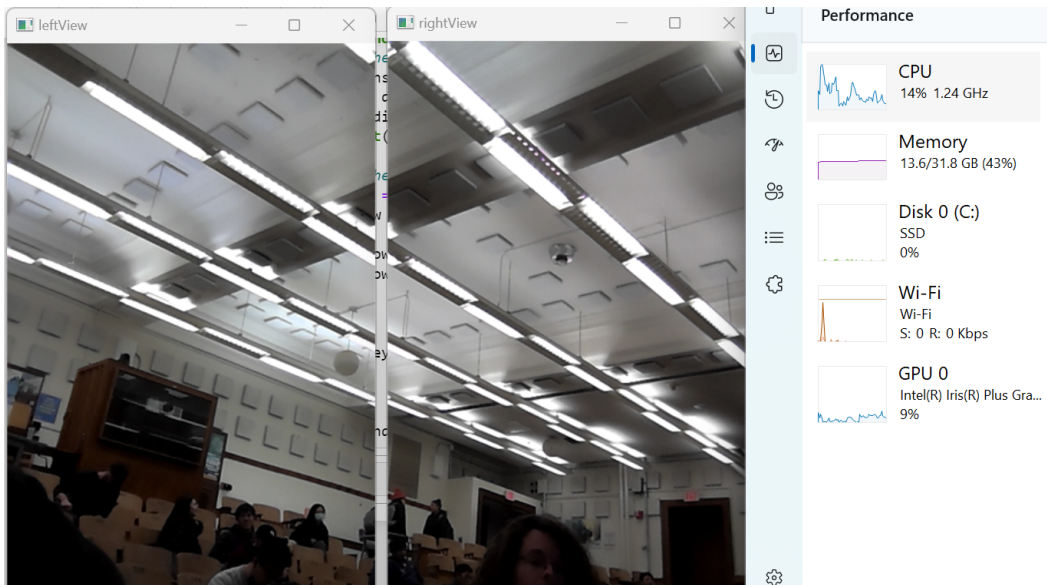 leftView
rightView
Performance
CPU
14% 1.24 GHz
Memory
13.6/31.8 GB (43%)
Disk 0 (C:)
SSD
0%
Wi-Fi
Wi-Fi
S: 0 R: 0 Kbps
GPU 0
Intel(R) Iris(R) Plus Gra...
9%